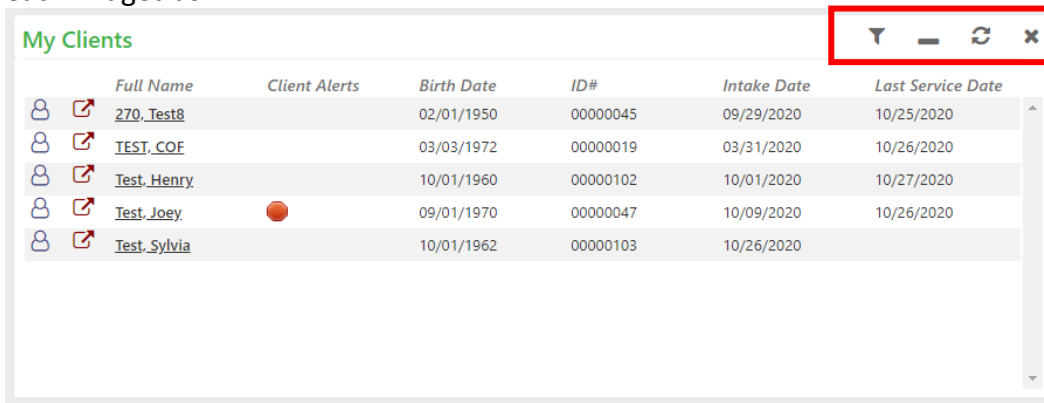 My Clients
Full Name Client Alerts Birth Date ID# Intake Date Last Service Date
270, Test8 02/01/1950 00000045 09/29/2020 10/25/2020
TEST, COF 03/03/1972 00000019 03/31/2020 10/26/2020
Test, Henry 10/01/1960 00000102 10/01/2020 10/27/2020
Test, Joey 09/01/1970 00000047 10/09/2020 10/26/2020
Test, Sylvia 10/01/1962 00000103 10/26/2020